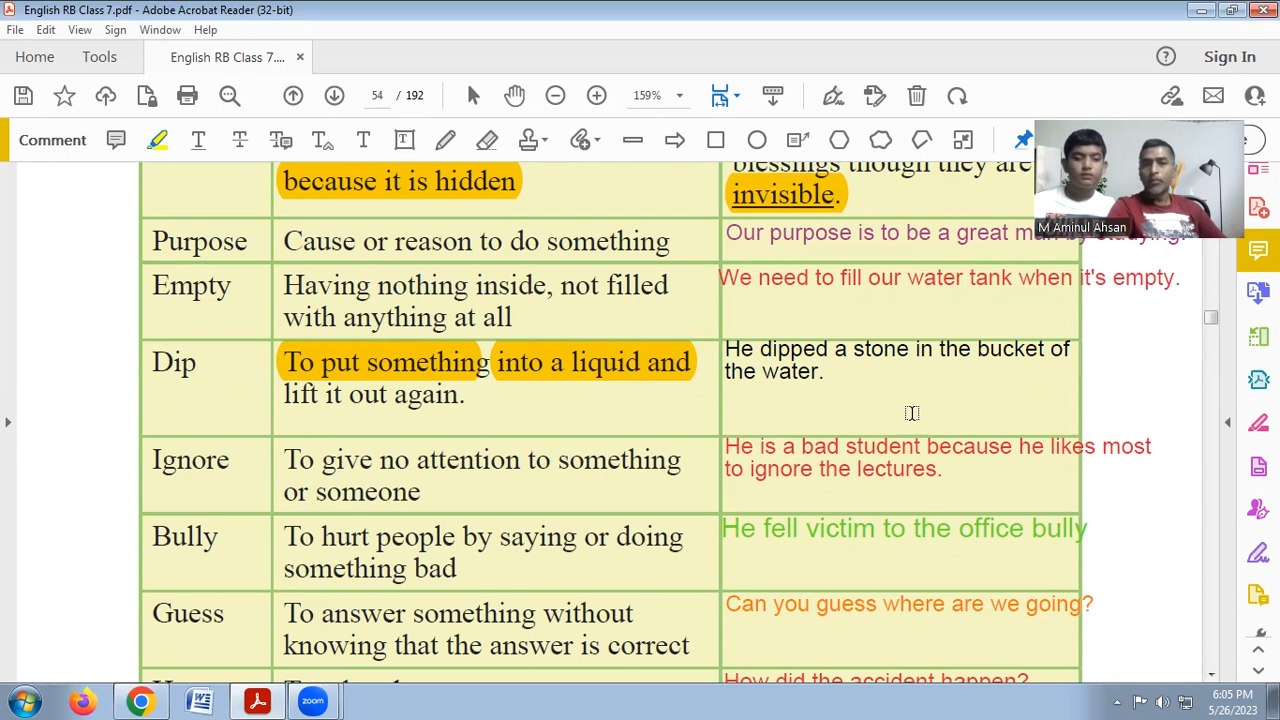 English RB Class 7.pdf - Adobe Acrobat Reader (32-bit)
File Edit View Sign Window Help
Home Tools English RB Class 7.... × Sign In
54 / 192 159%
Comment
because it is hidden
blessings though they are
invisible.
M Aminul Ahsan
Purpose Cause or reason to do something Our purpose is to be a great man by studying.
Empty Having nothing inside, not filled We need to fill our water tank when it's empty.
with anything at all
Dip To put something into a liquid and He dipped a stone in the bucket of
lift it out again. the water.
Ignore To give no attention to something He is a bad student because he likes most
or someone to ignore the lectures.
Bully To hurt people by saying or doing He fell victim to the office bully
something bad
Guess To answer something without Can you guess where are we going?
knowing that the answer is correct
How did the accident happen?
zoom
6:05 PM
5/26/2023